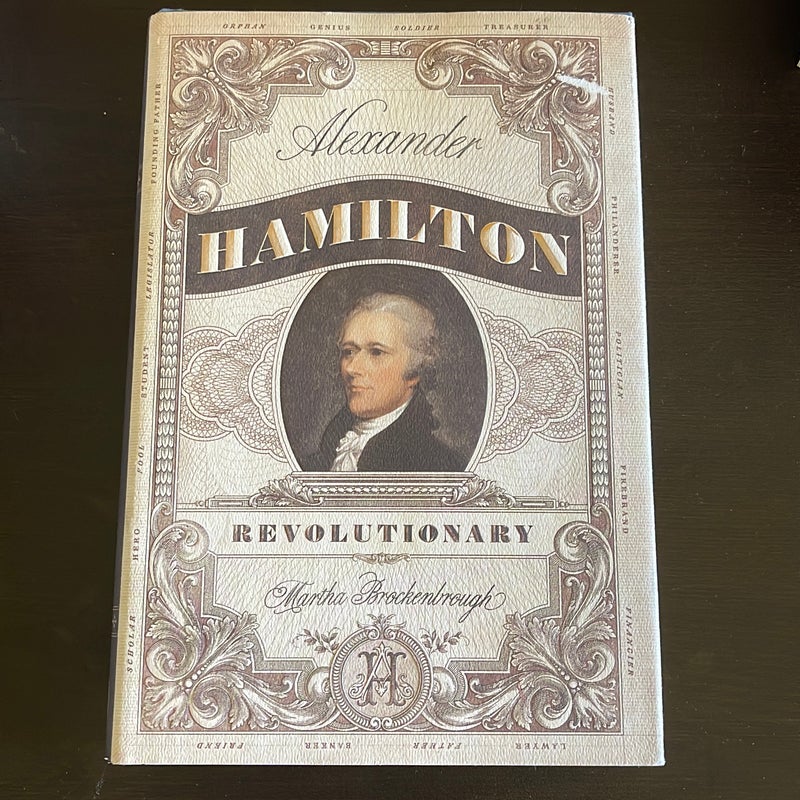 ORPHAN GENIUS SOLDIER TREASURER
HUSBAND
PHILANDERER
POLITICIAN
FIREBRAND
FINANCIER
LAWYER
FATHER
BANKER
FRIEND
SCHOLAR
HERO
FOOL
STUDENT
LEGISLATOR
FOUNDING FATHER
Alexander
HAMILTON
REVOLUTIONARY
Martha Brockenbrough
AH